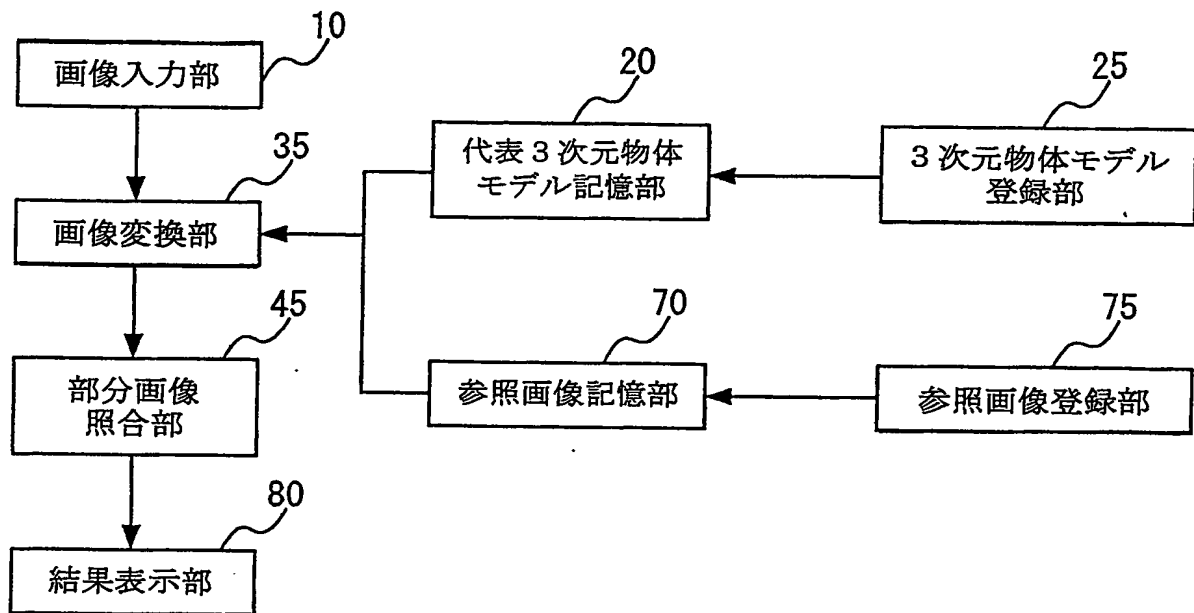 10
画像入力部
20
25
代表３次元物体
モデル記憶部
３次元物体モデル
登録部
35
画像変換部
45
部分画像
照合部
70
参照画像記憶部
75
参照画像登録部
80
結果表示部